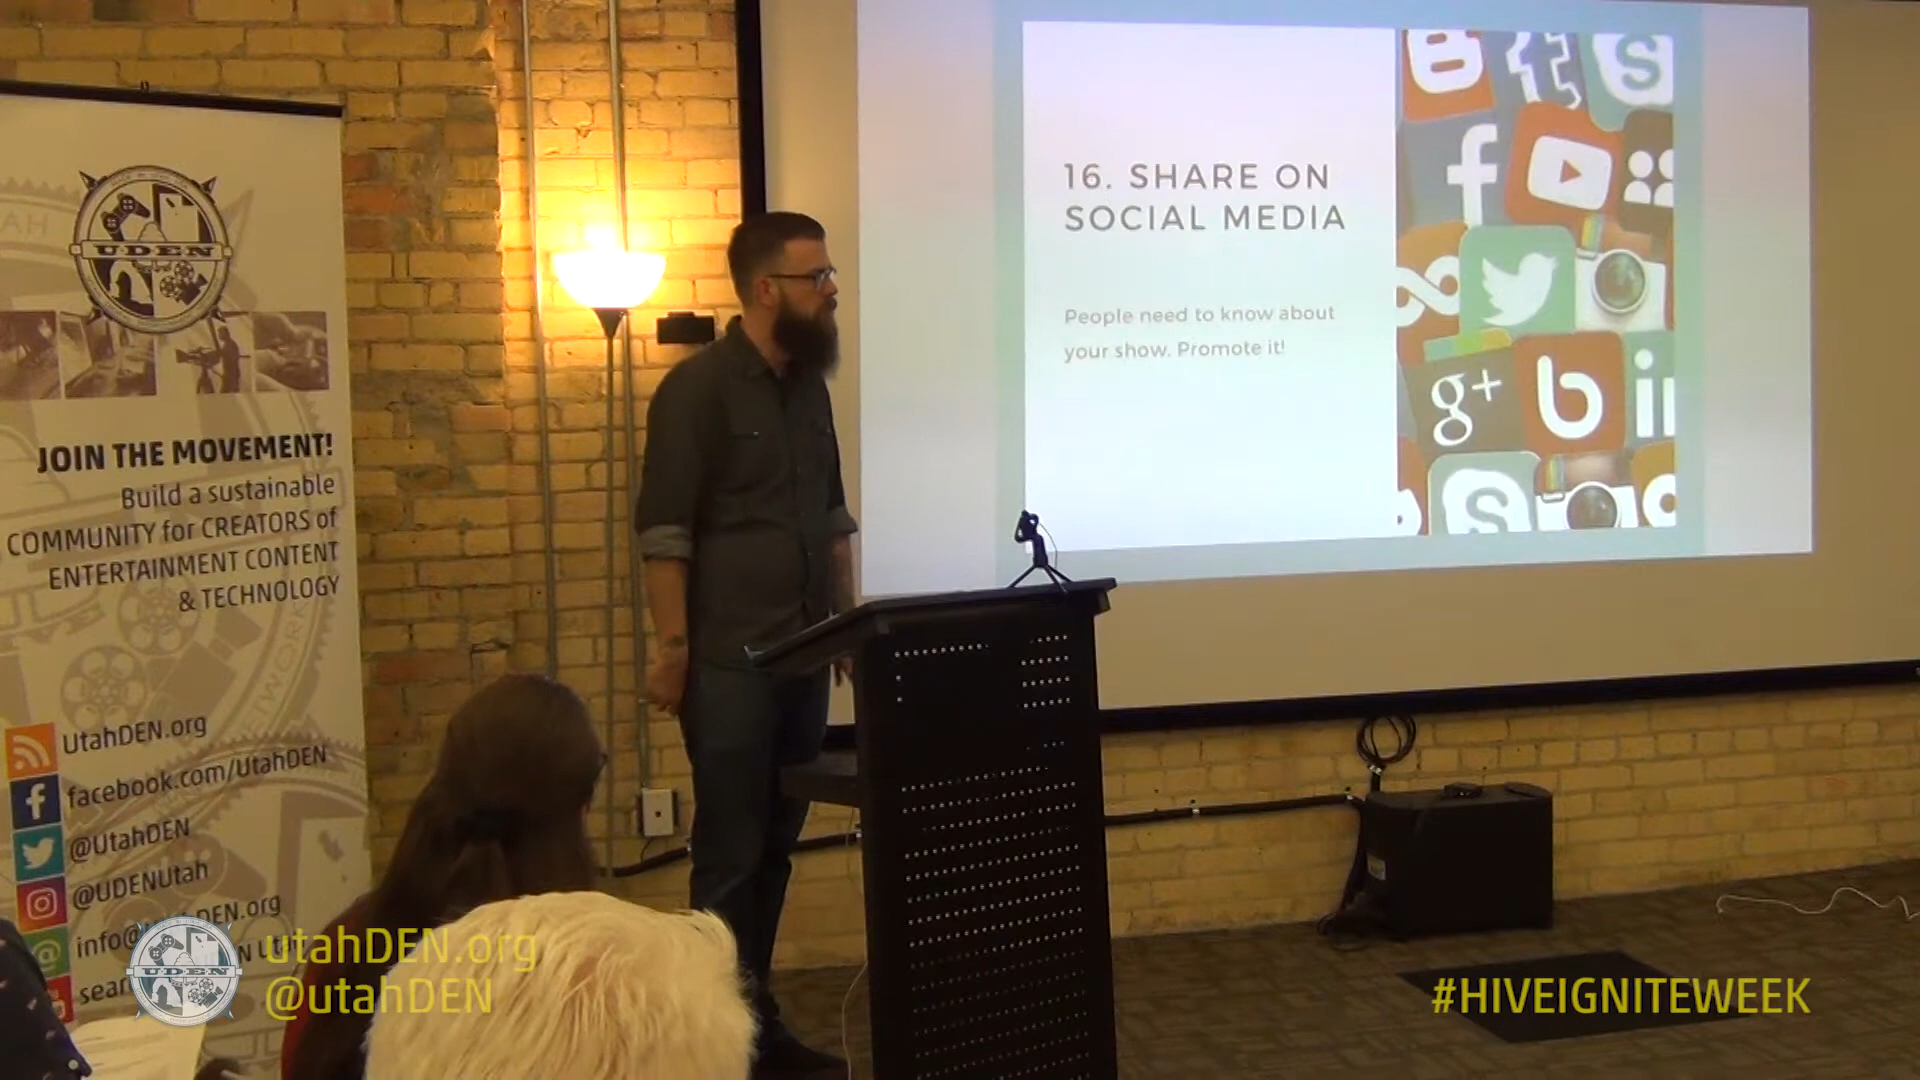 UDEN
JOIN THE MOVEMENT!
Build a sustainable
COMMUNITY for CREATORS of
ENTERTAINMENT CONTENT
& TECHNOLOGY
UtahDEN.org
facebook.com/UtahDEN
@UtahDEN
@UDENUtah
16. SHARE ON
SOCIAL MEDIA
People need to know about
your show. Promote it!
g+
UDEN
utahDEN.org
@utahDEN
#HIVEIGNITEWEEK